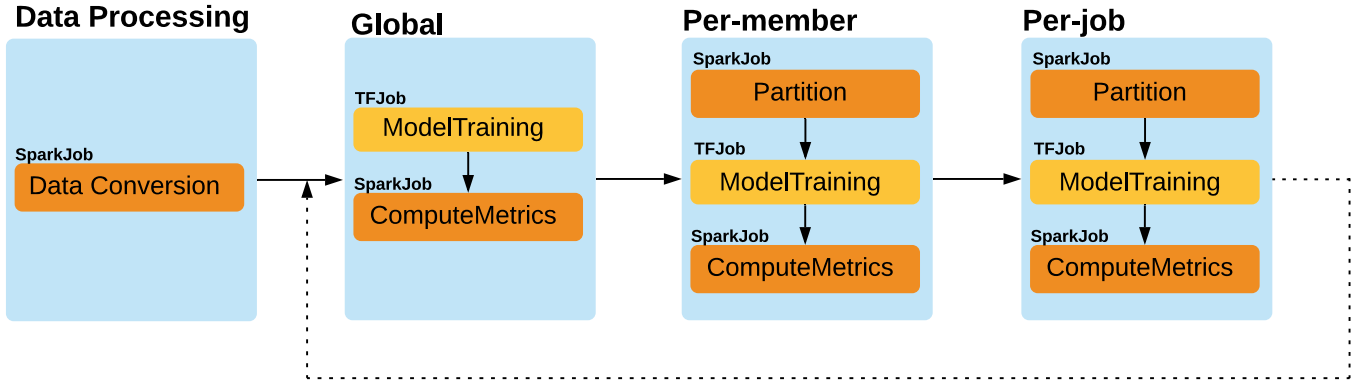 Data Processing
SparkJob
Data Conversion
Global
TFJob
ModelTraining
SparkJob
ComputeMetrics
Per-member
SparkJob
Partition
TFJob
ModelTraining
SparkJob
ComputeMetrics
Per-job
SparkJob
Partition
TFJob
ModelTraining
SparkJob
ComputeMetrics